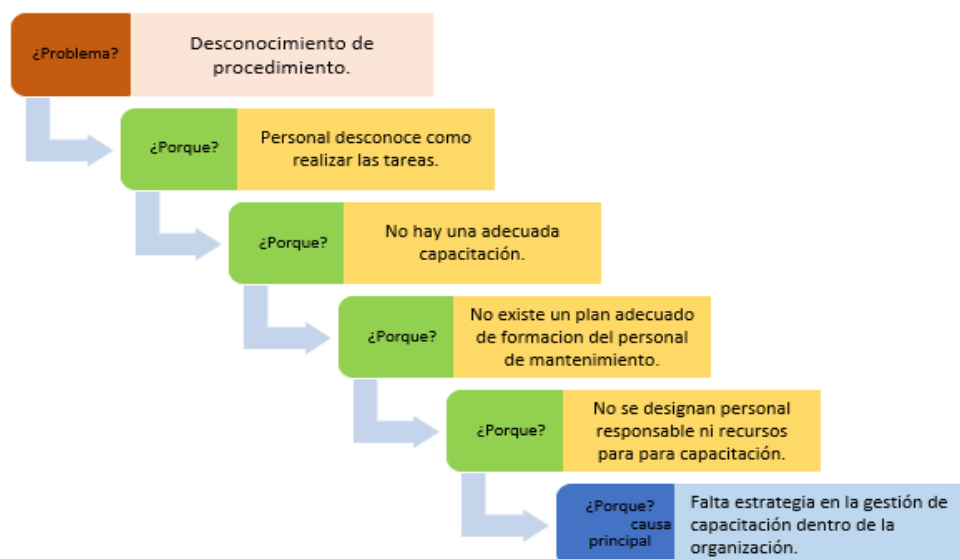 ¿Problema?
Desconocimiento de
procedimiento.
¿Porque?
Personal desconoce como
realizar las tareas.
¿Porque?
No hay una adecuada
capacitación.
¿Porque?
No existe un plan adecuado
de formacion del personal
de mantenimiento.
¿Porque?
No se designan personal
responsable ni recursos
para para capacitación.
¿Porque?
causa
principal
Falta estrategia en la gestión de
capacitación dentro de la
organización.